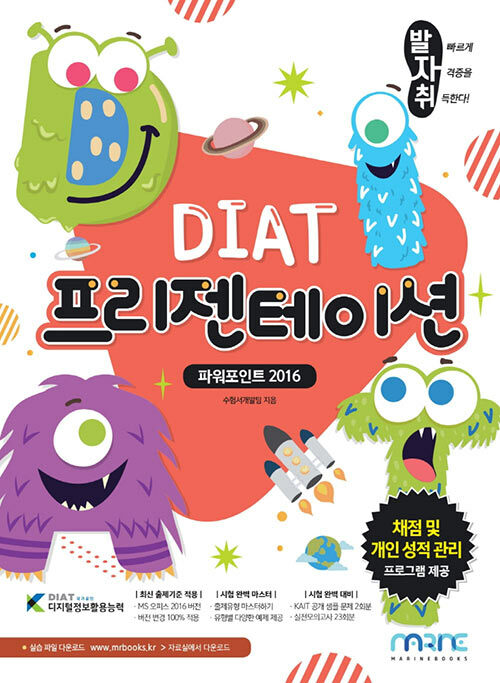 발 빠르게
자 격증을
취 득한다!
DIAT
프리젠테이션
파워포인트 2016
수험서개발팀 지음
채점 및
개인 성적 관리
프로그램 제공
DIAT 국가공인
디지털정보활용능력
| 최신 출제기준 적용 |
· MS 오피스 2016 버전
· 버전 변경 100% 적용
| 시험 완벽 마스터 |
· 출제유형 마스터하기
· 유형별 다양한 예제 제공
| 시험 완벽 대비 |
· KAIT 공개 샘플 문제 2회분
· 실전모의고사 23회분
• 실습 파일 다운로드 www.mrbooks.kr > 자료실에서 다운로드
MARINE
MARINEBOOKS